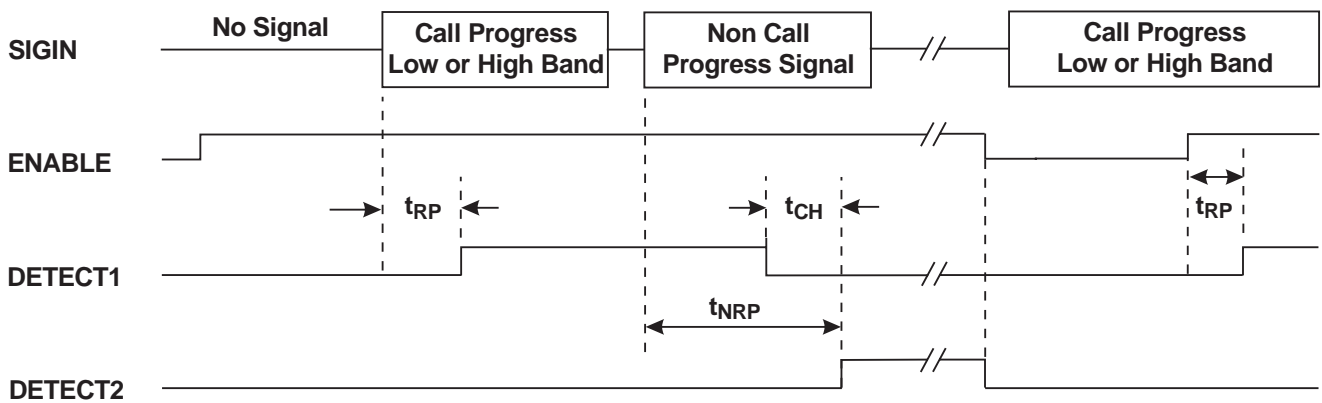 SIGIN
No Signal
Call Progress
Low or High Band
Non Call
Progress Signal
Call Progress
Low or High Band
ENABLE
tRP
tCH
tRP
DETECT1
tNRP
DETECT2